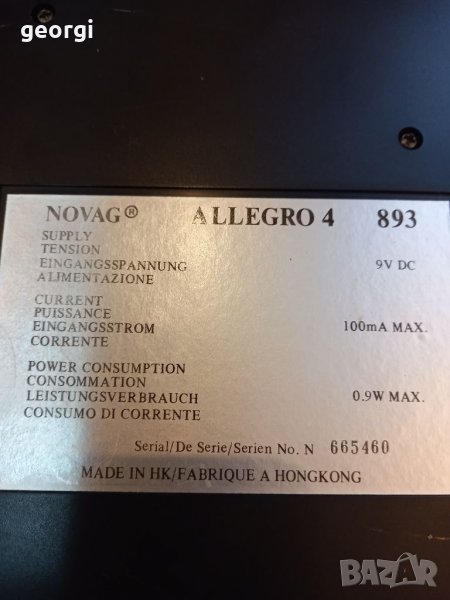 georgi
NOVAG® ALLEGRO 4 893
SUPPLY
TENSION
EINGANGSSPANNUNG 9V DC
ALIMENTAZIONE
CURRENT
PUISSANCE
EINGANGSSTROM 100mA MAX.
CORRENTE
POWER CONSUMPTION
CONSOMMATION
LEISTUNGSVERBRAUCH 0.9W MAX.
CONSUMO DI CORRENTE
Serial/De Serie/Serien No. N 665460
MADE IN HK/FABRIQUE A HONGKONG
BAZAR